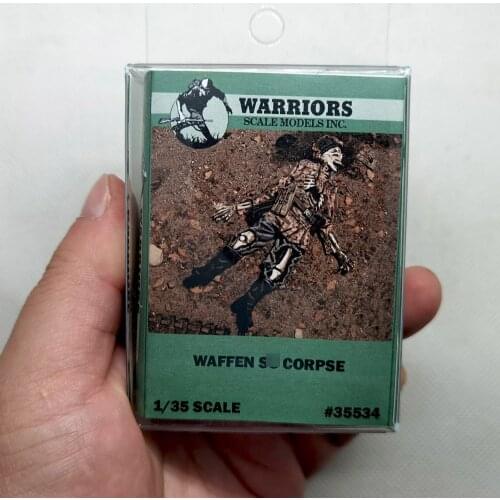 WARRIORS
SCALE MODELS INC.
WAFFEN S CORPSE
1/35 SCALE
#35534